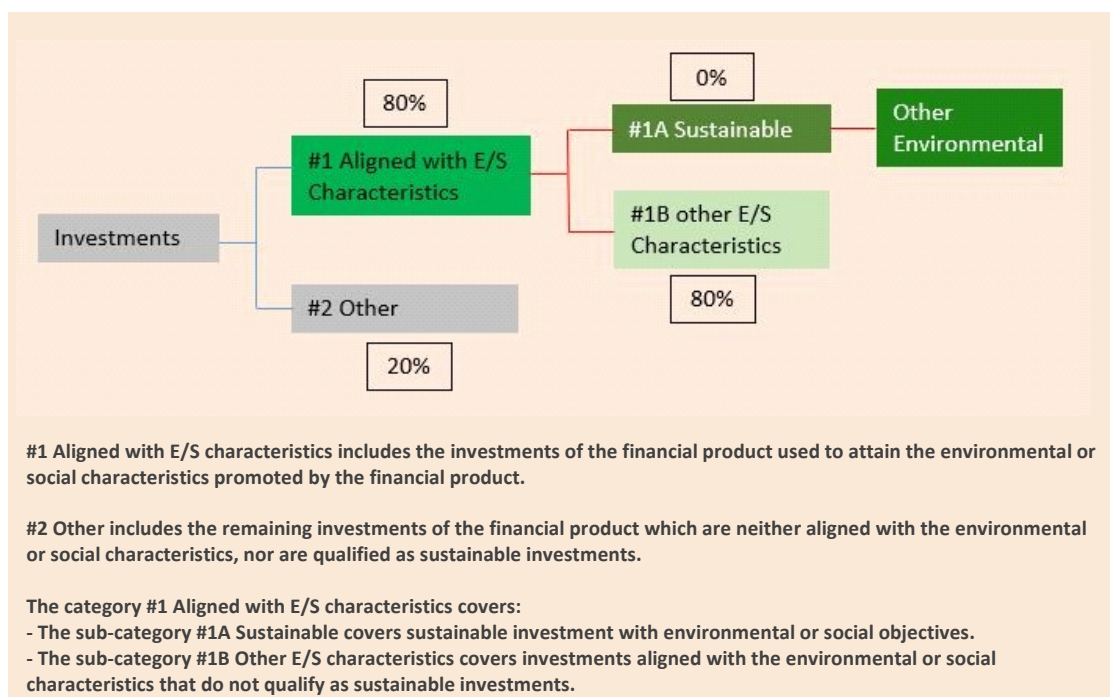 0%
80%
Other
Environmental
#1A Sustainable
#1 Aligned with E/S
Characteristics
#1B other E/S
Characteristics
Investments
80%
#2 Other
20%
#1 Aligned with E/S characteristics includes the investments of the financial product used to attain the environmental or
social characteristics promoted by the financial product.
#2 Other includes the remaining investments of the financial product which are neither aligned with the environmental
or social characteristics, nor are qualified as sustainable investments.
The category #1 Aligned with E/S characteristics covers:
- The sub-category #1A Sustainable covers sustainable investment with environmental or social objectives.
- The sub-category #1B Other E/S characteristics covers investments aligned with the environmental or social
characteristics that do not qualify as sustainable investments.